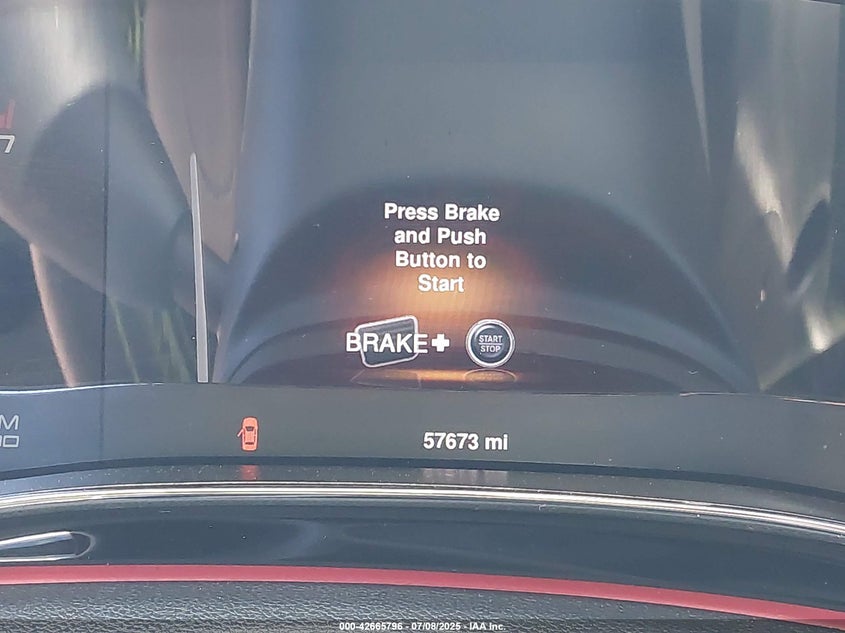 Press Brake
and Push
Button to
Start
BRAKE+
START
STOP
57673 mi
000-42665796 - 07/08/2025 - IAA Inc.